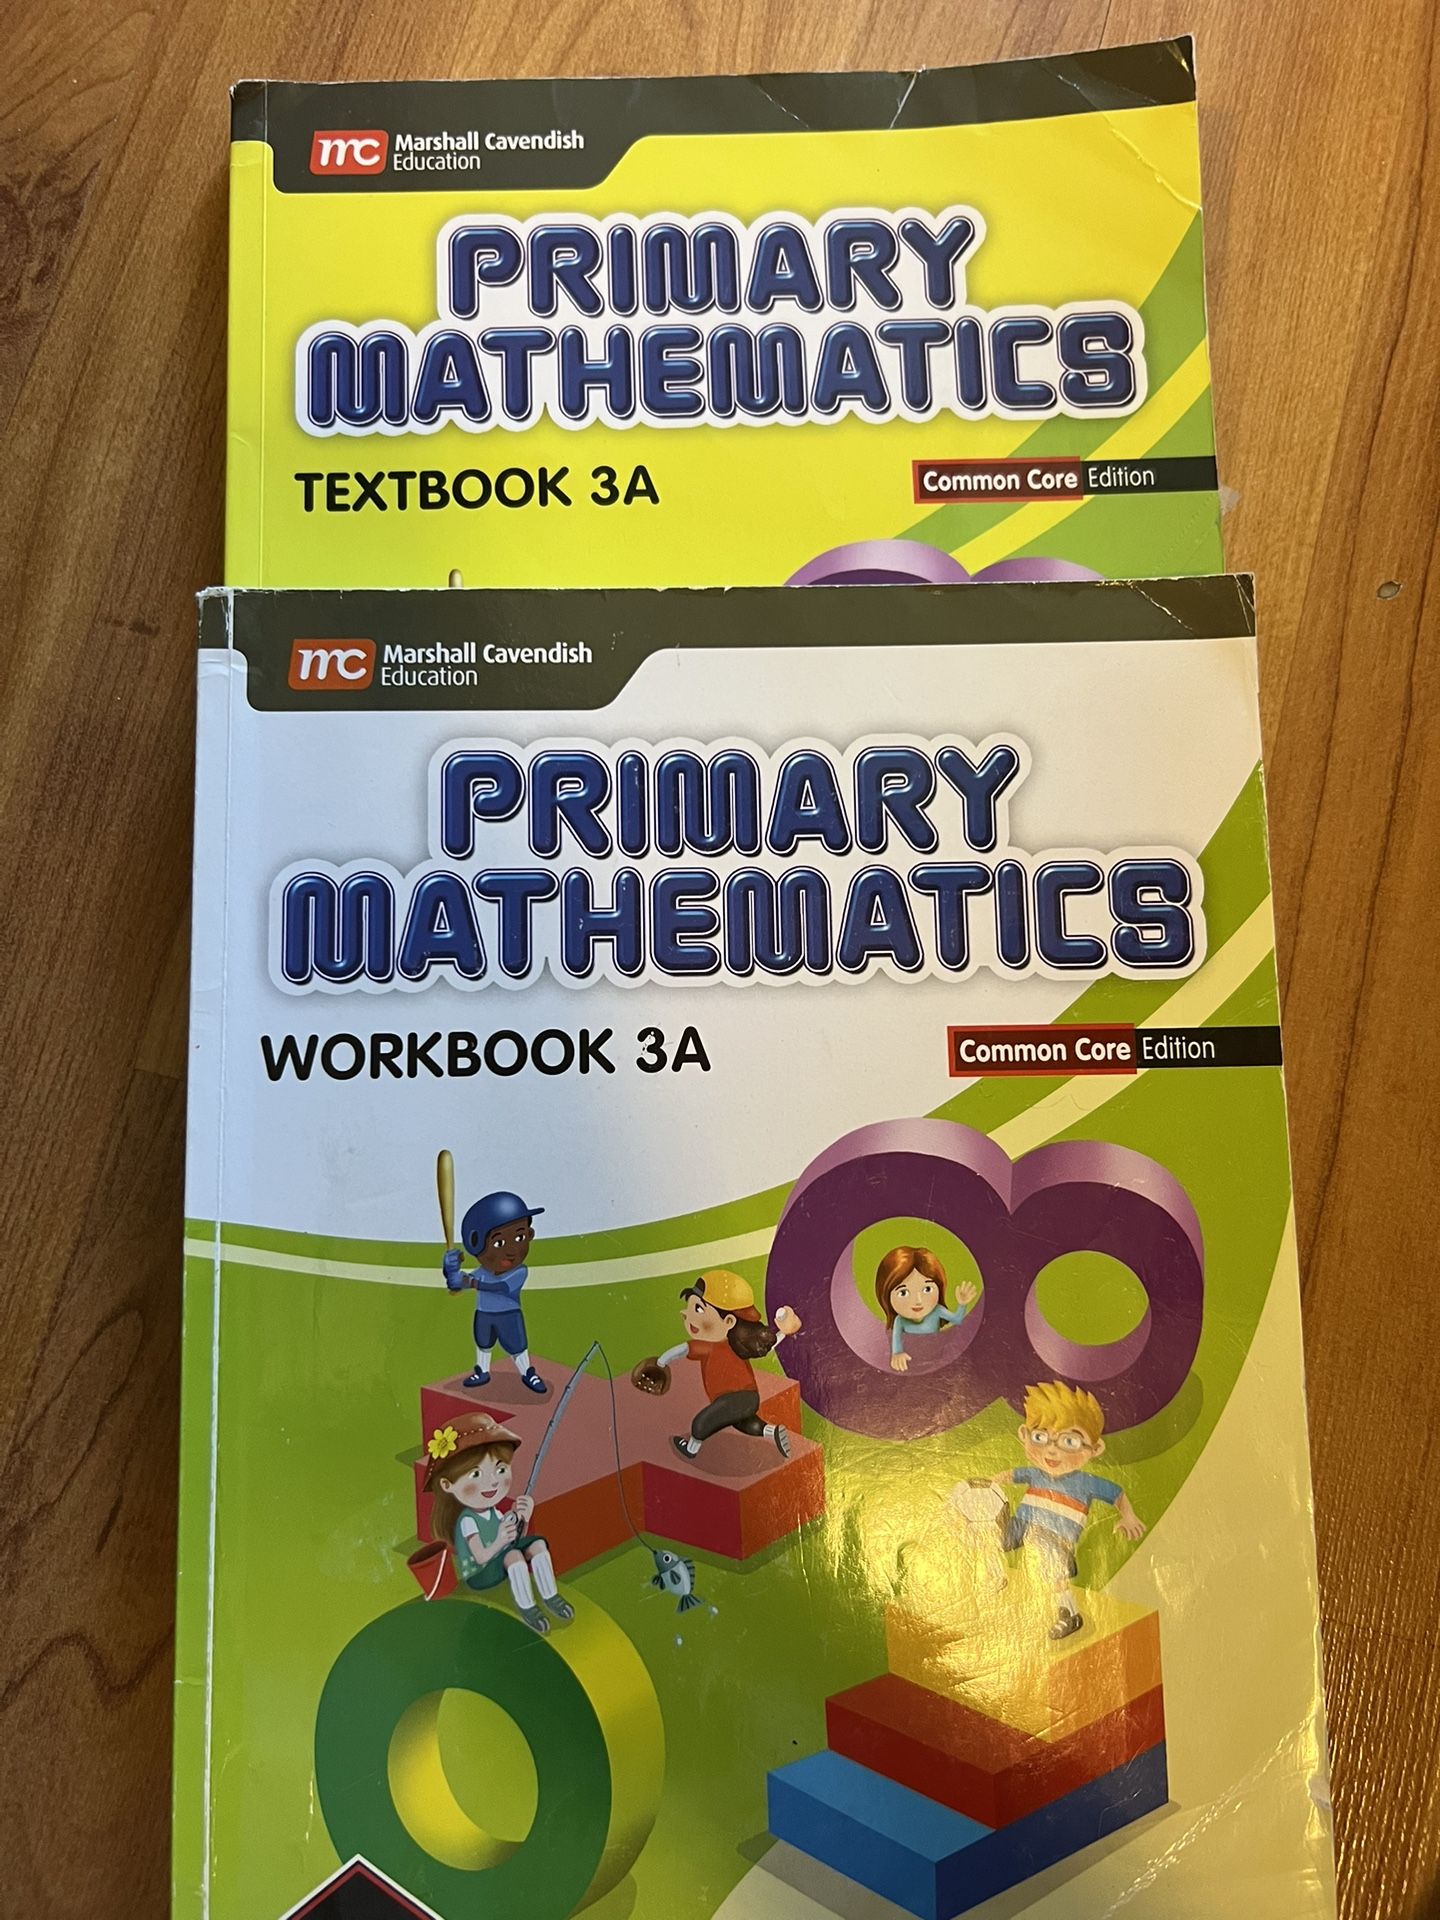 mc Marshall Cavendish
Education
PRIMARY
MATHEMATICS
TEXTBOOK 3A
Common Core Edition
mc Marshall Cavendish
Education
PRIMARY
MATHEMATICS
WORKBOOK 3A
Common Core Edition